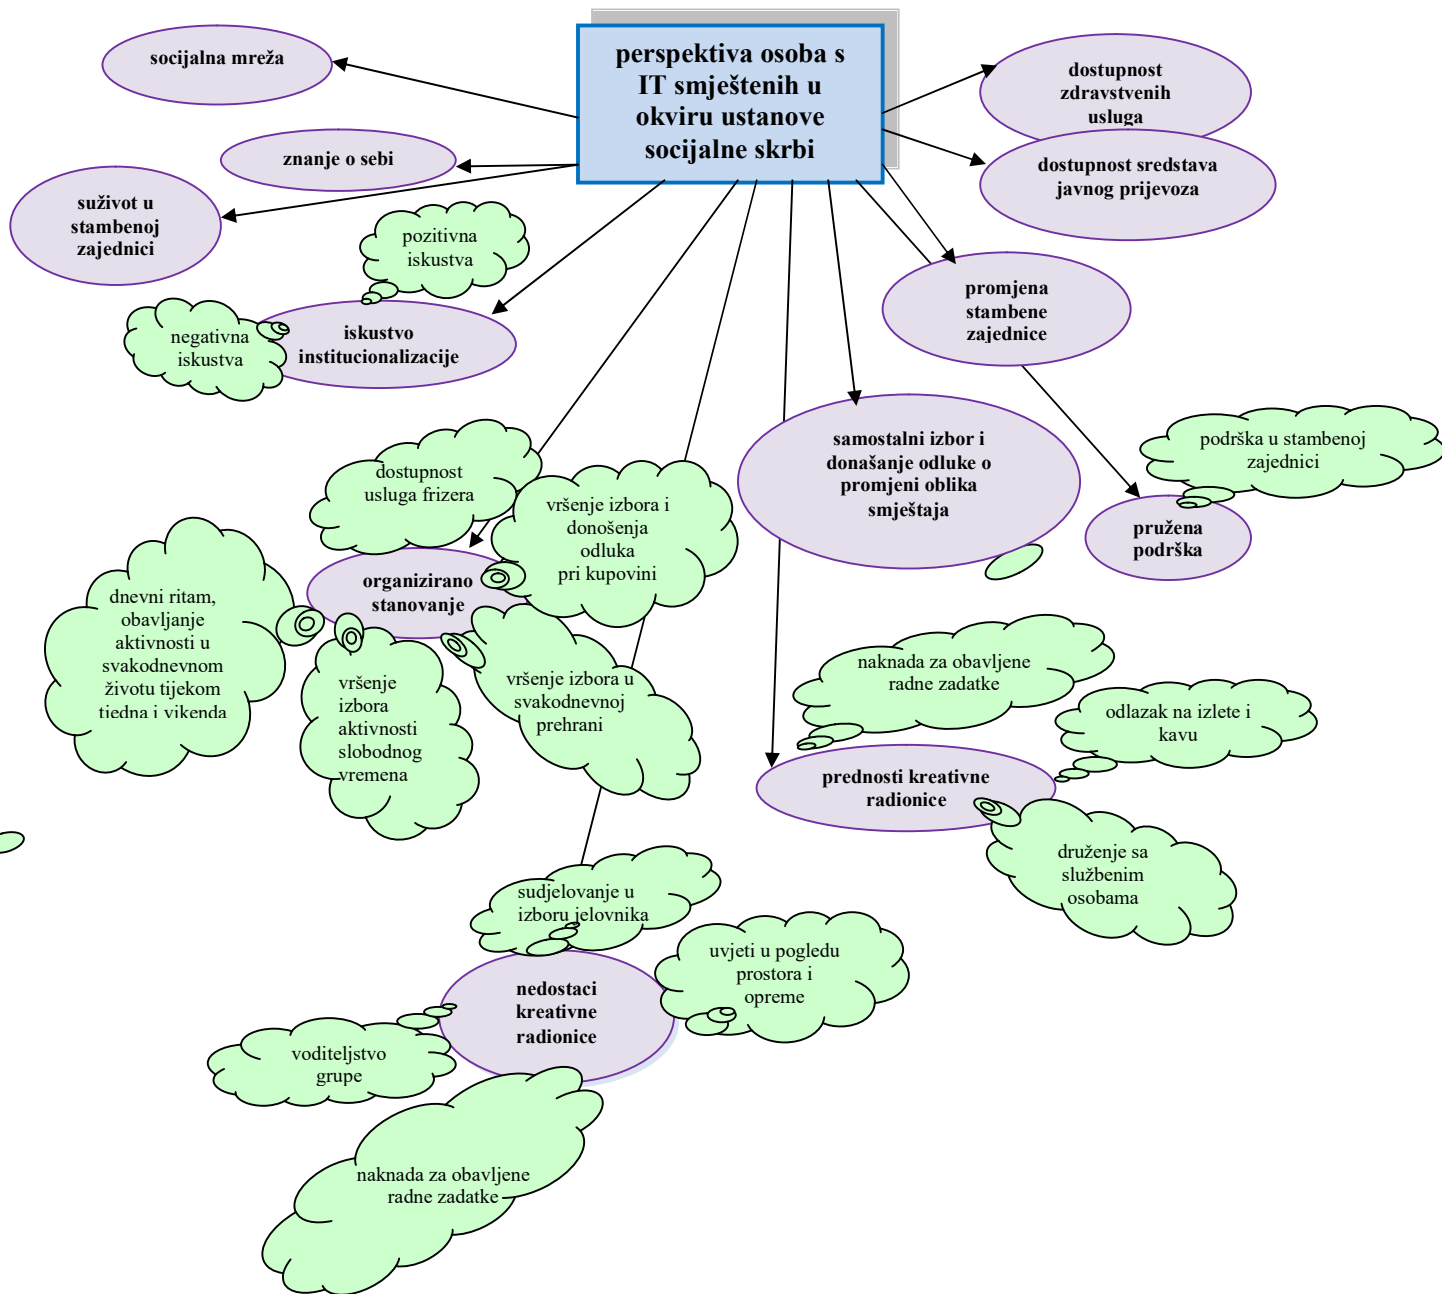 perspektiva osoba s
IT smještenih u
okviru ustanove
socijalne skrbi
socijalna mreža
dostupnost
zdravstvenih
usluga
znanje o sebi
dostupnost sredstava
javnog prijevoza
suživot u
stambenoj
zajednici
pozitivna
iskustva
promjena
stambene
zajednice
negativna
iskustva
iskustvo
institucionalizacije
samostalni izbor i
donašanje odluke o
promjeni oblika
smještaja
podrška u stambenoj
zajednici
pružena
podrška
dostupnost
usluga frizera
vršenje izbora i
donošenja
odluka
pri kupovini
organizirano
stanovanje
dnevni ritam,
obavljanje
aktivnosti u
svakodnevnom
životu tijekom
tjedna i vikenda
vršenje
izbora
aktivnosti
slobodnog
vremena
vršenje izbora u
svakodnevnoj
prehrani
naknada za obavljene
radne zadatke
odlazak na izlete i
kavu
prednosti kreativne
radionice
druženje sa
službenim
osobama
sudjelovanje u
izboru jelovnika
uvjeti u pogledu
prostora i
opreme
nedostaci
kreativne
radionice
voditeljstvo
grupe
naknada za obavljene
radne zadatke